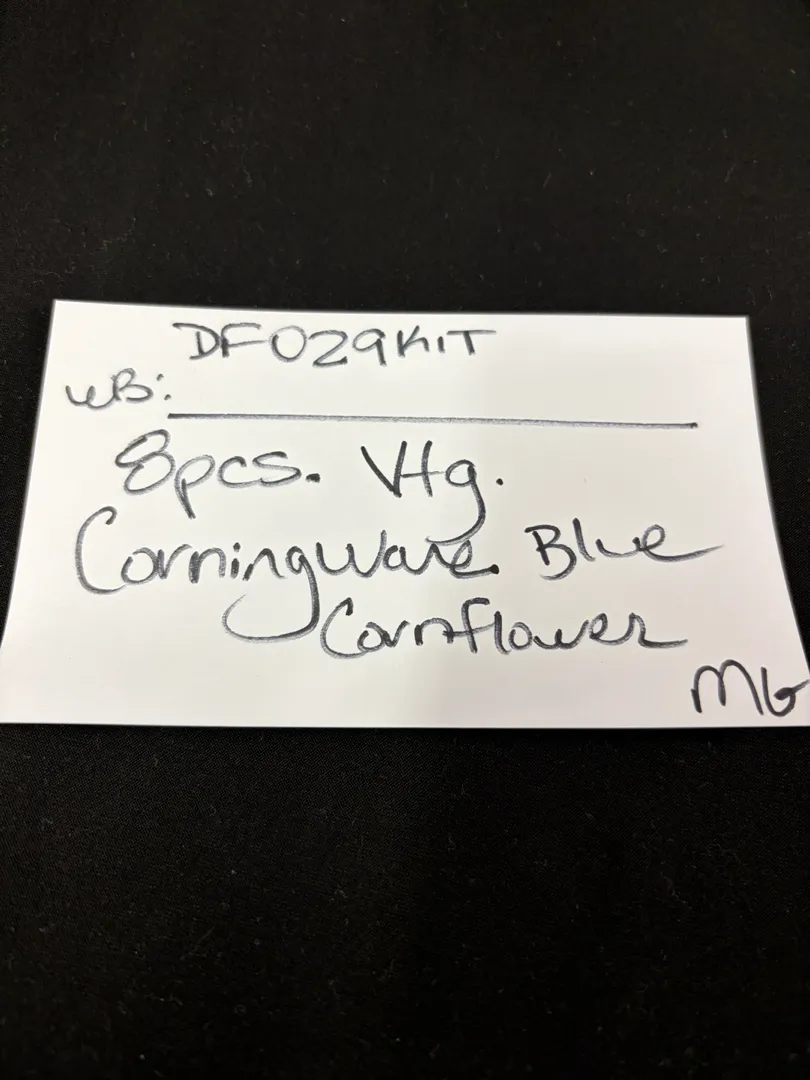 DF029KIT
WB:
8pcs. Vtg.
CorningWare. Blue
Cornflower
MG